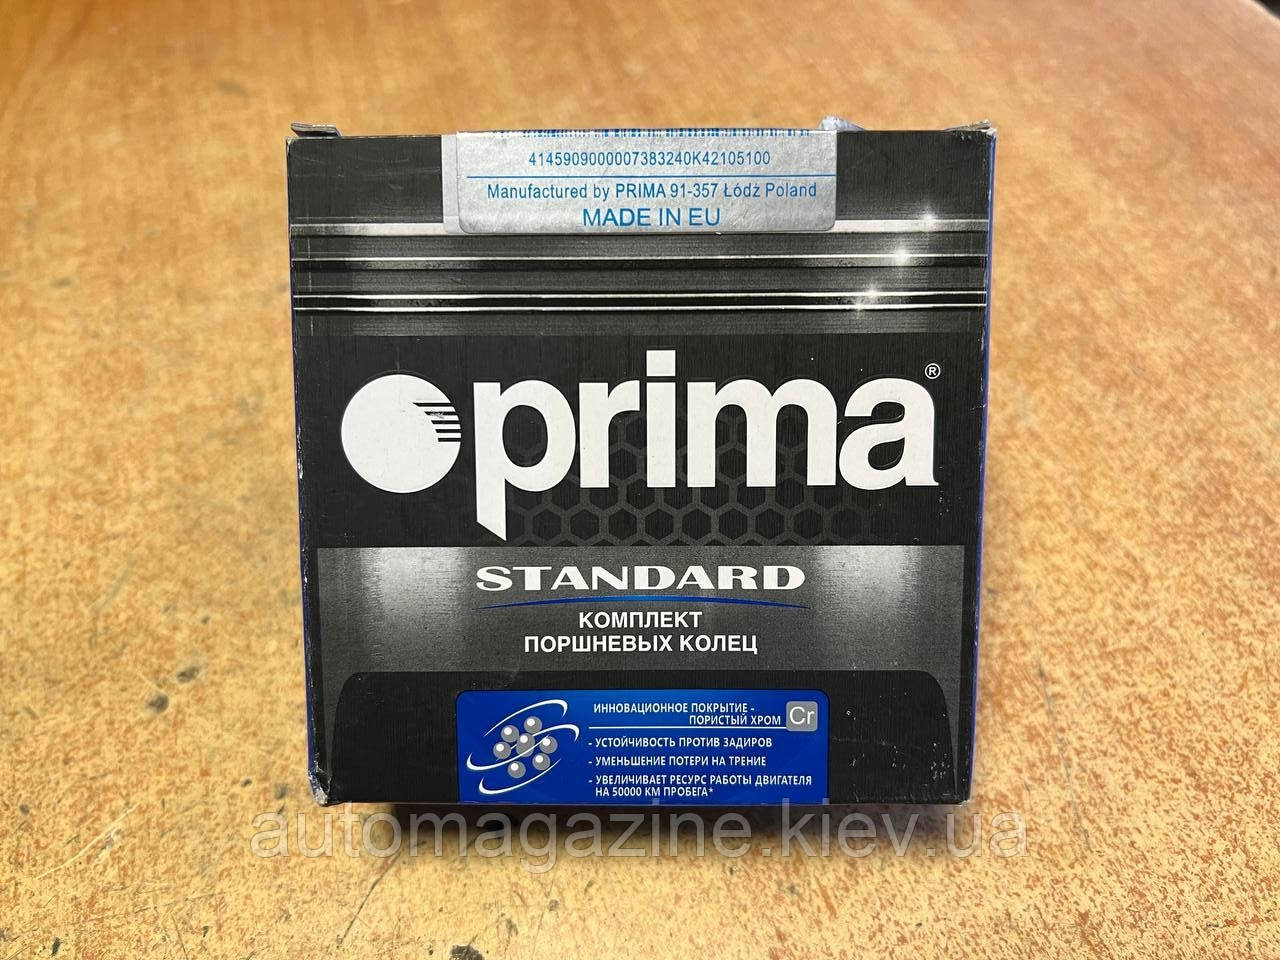 4145909000007383240K42105100
Manufactured by PRIMA 91-357 Łódź Poland
MADE IN EU
prima®
STANDARD
КОМПЛЕКТ
ПОРШНЕВЫХ КОЛЕЦ
ИННОВАЦИОННОЕ ПОКРЫТИЕ -
ПОРИСТЫЙ ХРОМ Cr
- УСТОЙЧИВОСТЬ ПРОТИВ ЗАДИРОВ
- УМЕНЬШЕНИЕ ПОТЕРИ НА ТРЕНИЕ
- УВЕЛИЧИВАЕТ РЕСУРС РАБОТЫ ДВИГАТЕЛЯ
НА 50000 КМ ПРОБЕГА*
automagazine.kiev.ua